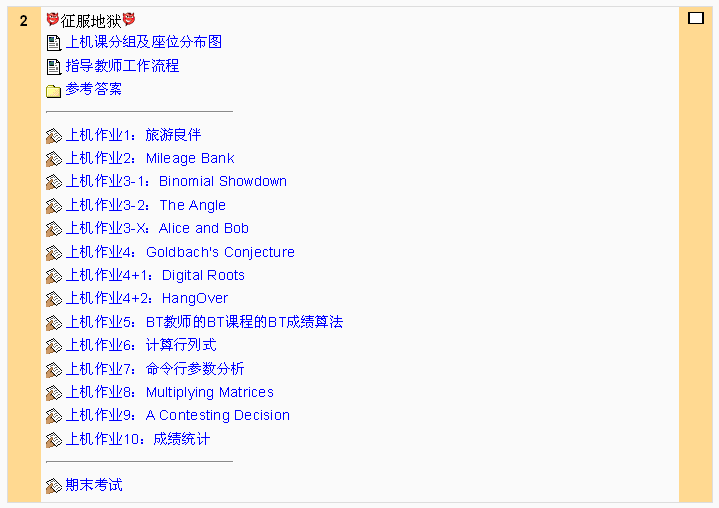 2
征服地狱
上机课分组及座位分布图
指导教师工作流程
参考答案
上机作业1：旅游良伴
上机作业2：Mileage Bank
上机作业3-1：Binomial Showdown
上机作业3-2：The Angle
上机作业3-X：Alice and Bob
上机作业4：Goldbach's Conjecture
上机作业4+1：Digital Roots
上机作业4+2：HangOver
上机作业5：BT教师的BT课程的BT成绩算法
上机作业6：计算行列式
上机作业7：命令行参数分析
上机作业8：Multiplying Matrices
上机作业9：A Contesting Decision
上机作业10：成绩统计
期末考试